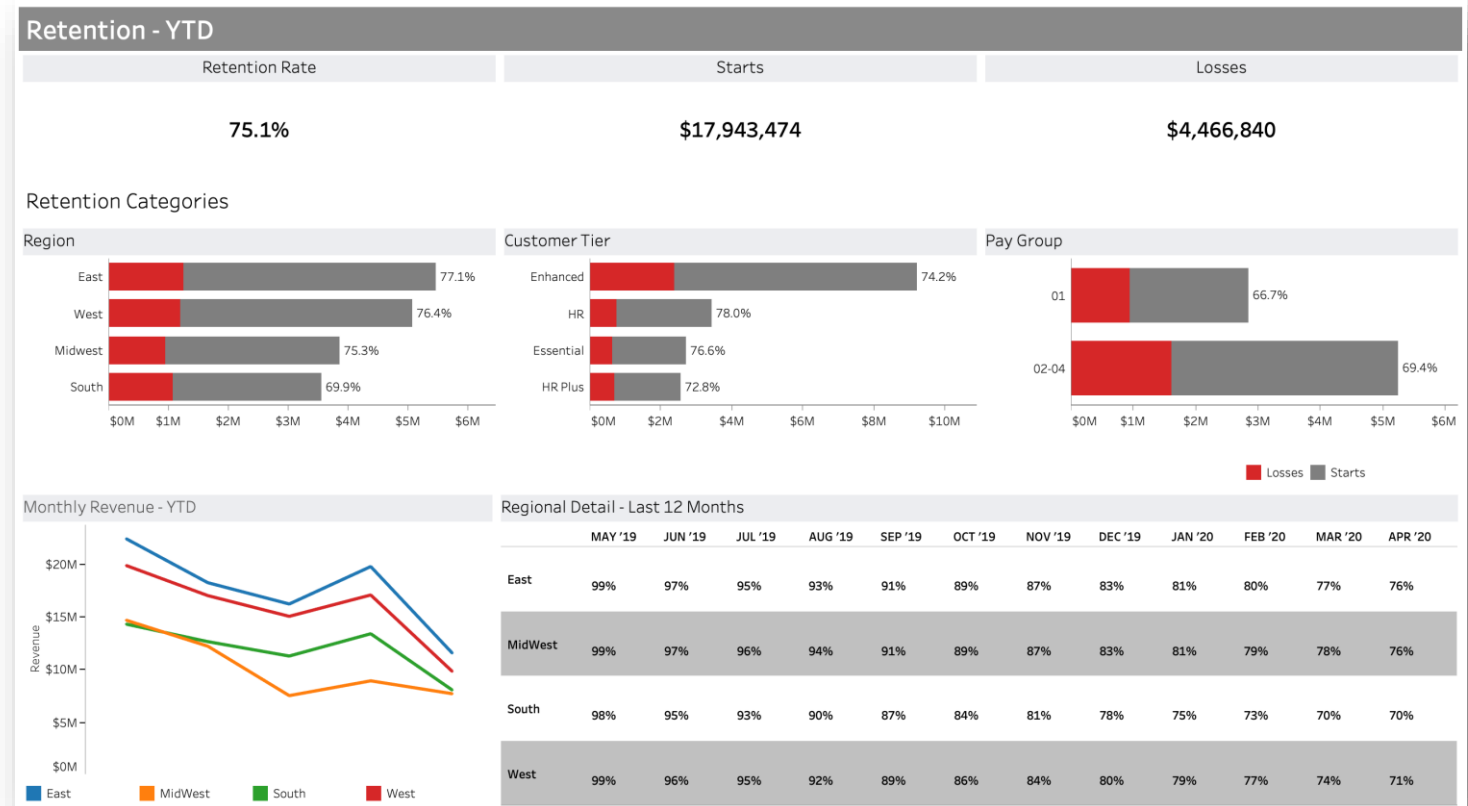 Retention - YTD
Retention Rate Starts Losses
75.1% $17,943,474 $4,466,840
Retention Categories
Region
East 77.1%
West 76.4%
Midwest 75.3%
South 69.9%
$0M $1M $2M $3M $4M $5M $6M
Customer Tier
Enhanced 74.2%
HR 78.0%
Essential 76.6%
HR Plus 72.8%
$0M $2M $4M $6M $8M $10M
Pay Group
01 66.7%
02-04 69.4%
$0M $1M $2M $3M $4M $5M $6M
Losses Starts
Monthly Revenue - YTD
Revenue
$20M
$15M
$10M
$5M
$0M
East MidWest South West
Regional Detail - Last 12 Months
MAY '19 JUN '19 JUL '19 AUG '19 SEP '19 OCT '19 NOV '19 DEC '19 JAN '20 FEB '20 MAR '20 APR '20
East 99% 97% 95% 93% 91% 89% 87% 83% 81% 80% 77% 76%
MidWest 99% 97% 96% 94% 91% 89% 87% 83% 81% 79% 78% 76%
South 98% 95% 93% 90% 87% 84% 81% 78% 75% 73% 70% 70%
West 99% 96% 95% 92% 89% 86% 84% 80% 79% 77% 74% 71%